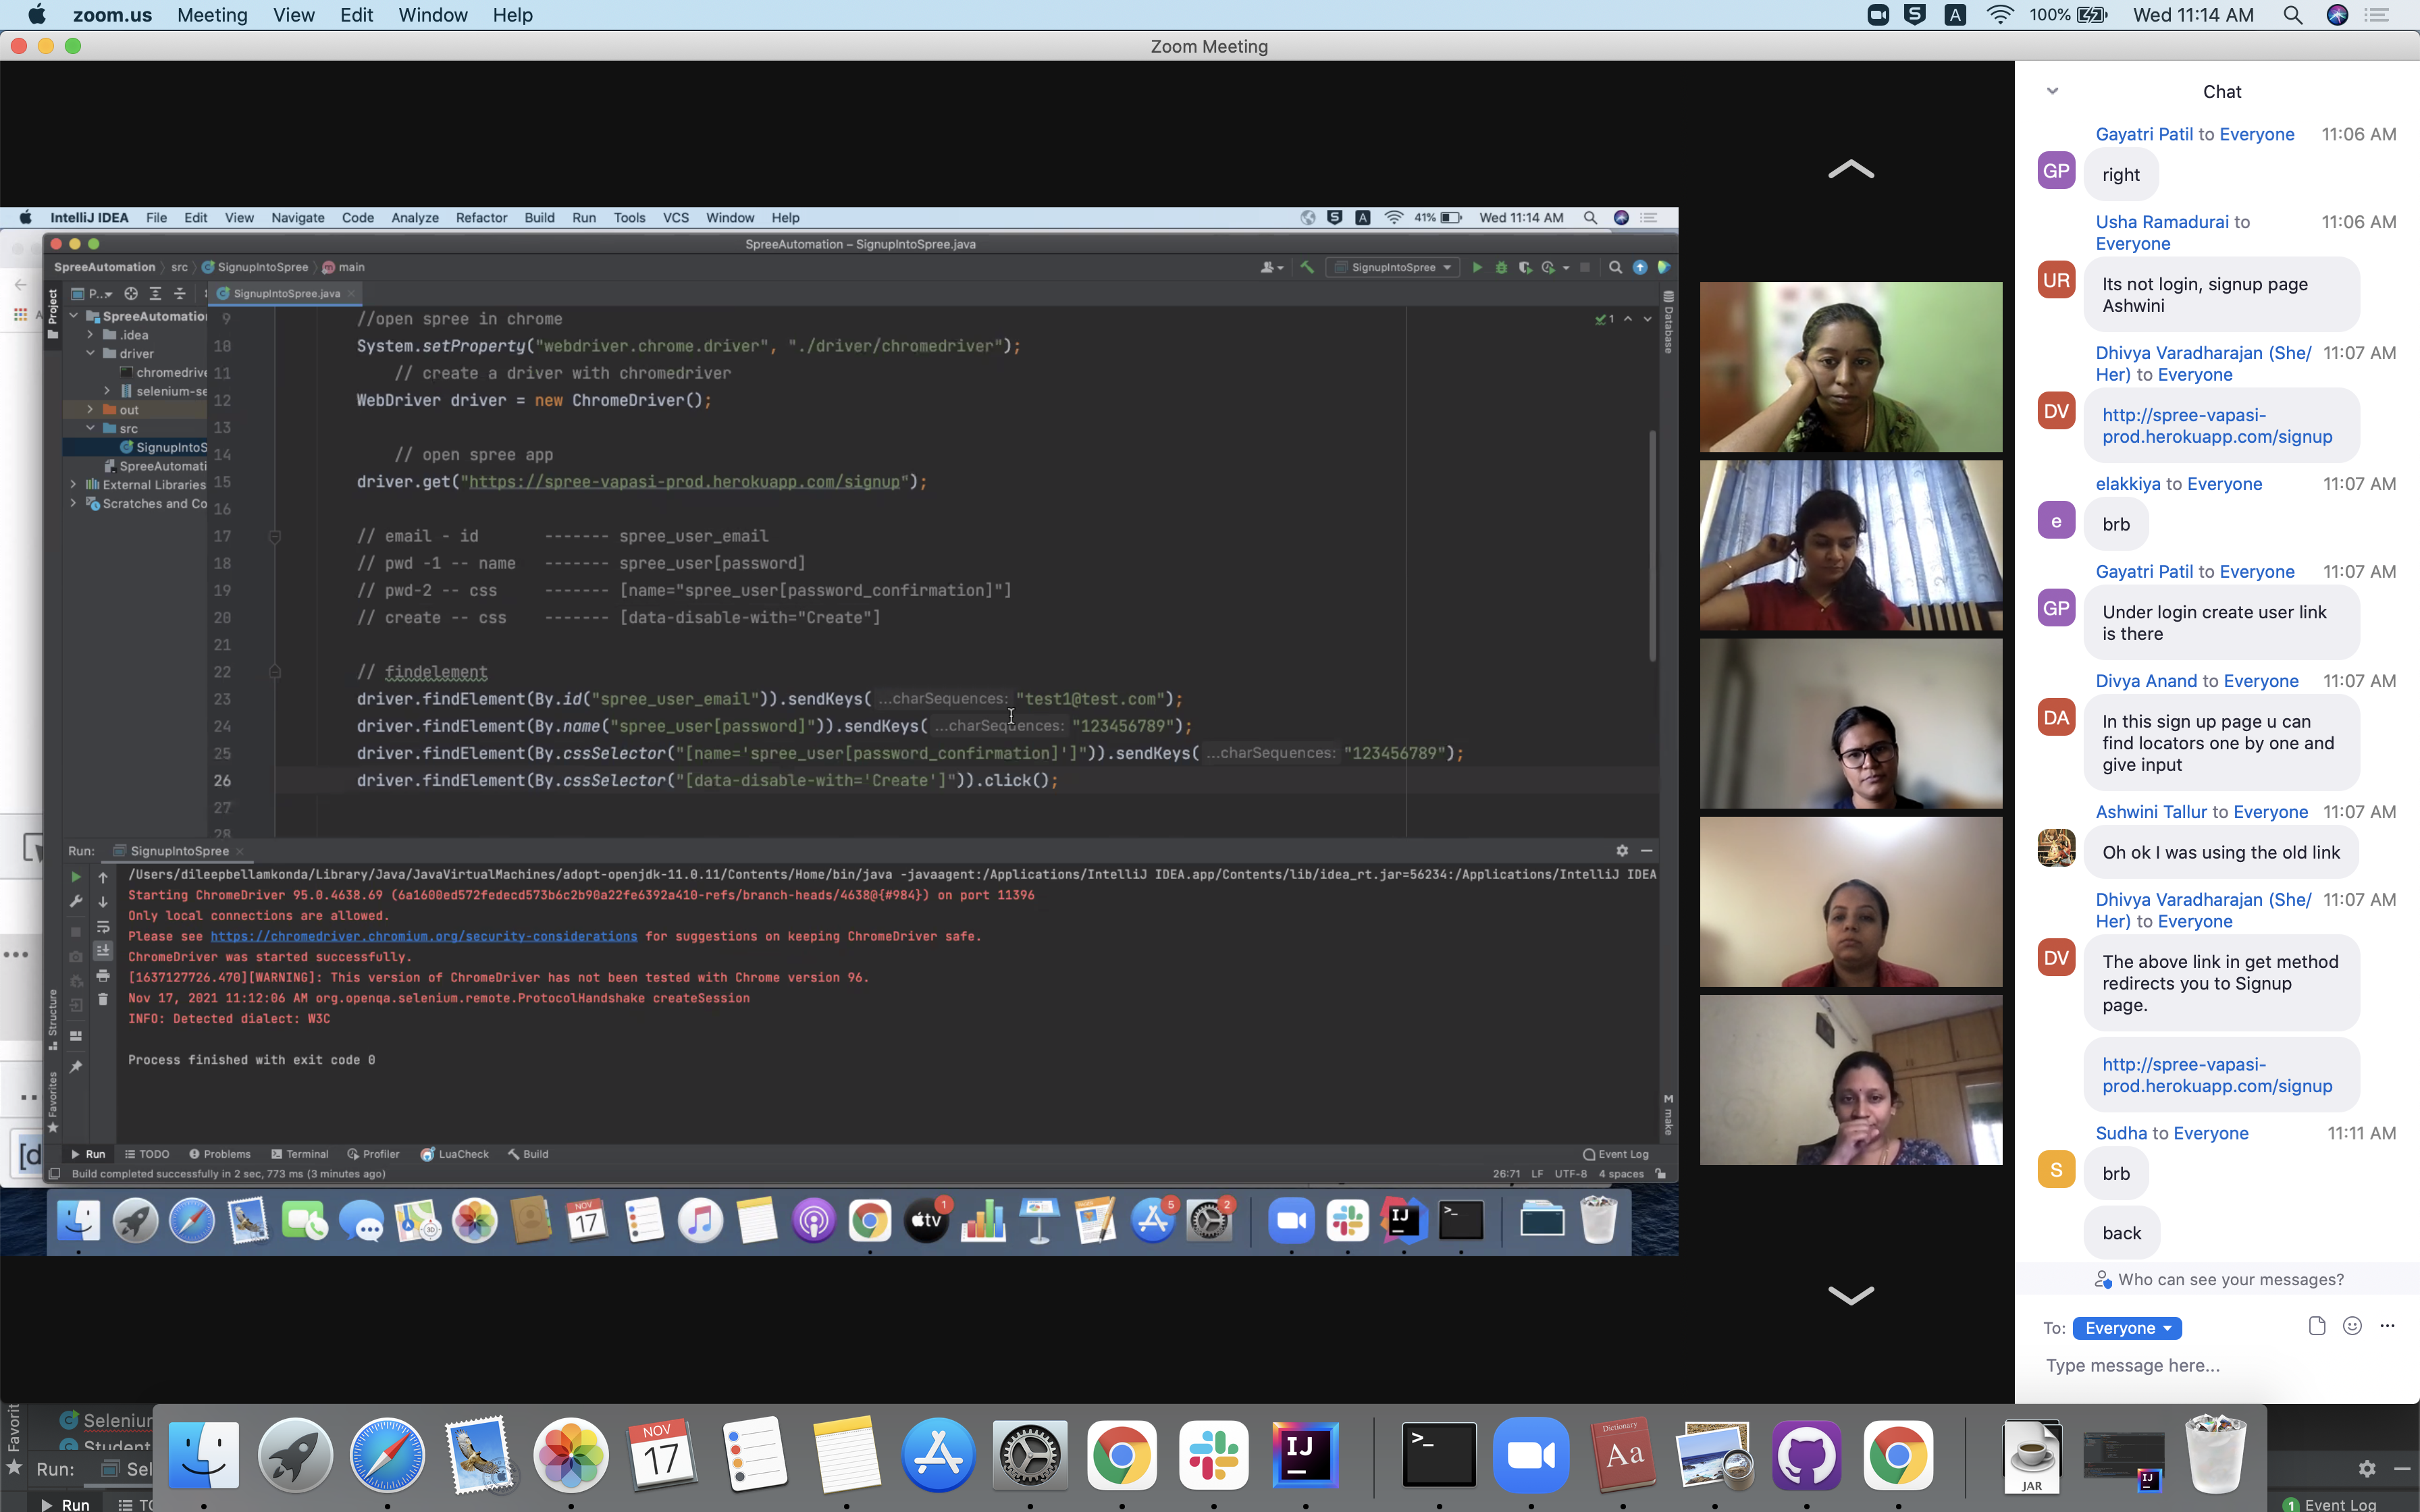 zoom.us Meeting View Edit Window Help
100% Wed 11:14 AM
Zoom Meeting
IntelliJ IDEA File Edit View Navigate Code Analyze Refactor Build Run Tools VCS Window Help
41% Wed 11:14 AM
SpreeAutomation – SignupIntoSpree.java
SpreeAutomation src SignupIntoSpree main
SignupIntoSpree
Project
P...
SignupIntoSpree.java
SpreeAutomatio
.idea
driver
chromedrive
selenium-se
out
src
SignupIntoS
SpreeAutomati
External Libraries
Scratches and Co
Database
1
9 //open spree in chrome
10 System.setProperty("webdriver.chrome.driver", "./driver/chromedriver");
11 // create a driver with chromedriver
12 WebDriver driver = new ChromeDriver();
13
14 // open spree app
15 driver.get("https://spree-vapasi-prod.herokuapp.com/signup");
16
17 // email - id ------- spree_user_email
18 // pwd -1 -- name ------- spree_user[password]
19 // pwd-2 -- css ------- [name="spree_user[password_confirmation]"]
20 // create -- css ------- [data-disable-with="Create"]
21
22 // findelement
23 driver.findElement(By.id("spree_user_email")).sendKeys( ...charSequences: "test1@test.com");
24 driver.findElement(By.name("spree_user[password]")).sendKeys( ...charSequences: "123456789");
25 driver.findElement(By.cssSelector("[name='spree_user[password_confirmation]']")).sendKeys( ...charSequences: "123456789");
26 driver.findElement(By.cssSelector("[data-disable-with='Create']")).click();
27
28
Run: SignupIntoSpree
/Users/dileepbellamkonda/Library/Java/JavaVirtualMachines/adopt-openjdk-11.0.11/Contents/Home/bin/java -javaagent:/Applications/IntelliJ IDEA.app/Contents/lib/idea_rt.jar=56234:/Applications/IntelliJ IDEA
Starting ChromeDriver 95.0.4638.69 (6a1600ed572fedecd573b6c2b90a22fe6392a410-refs/branch-heads/4638@{#984}) on port 11396
Only local connections are allowed.
Please see https://chromedriver.chromium.org/security-considerations for suggestions on keeping ChromeDriver safe.
ChromeDriver was started successfully.
[1637127726.470][WARNING]: This version of ChromeDriver has not been tested with Chrome version 96.
Nov 17, 2021 11:12:06 AM org.openqa.selenium.remote.ProtocolHandshake createSession
INFO: Detected dialect: W3C
Process finished with exit code 0
Structure
Favorites
make
[d
Run TODO Problems Terminal Profiler LuaCheck Build Event Log
Build completed successfully in 2 sec, 773 ms (3 minutes ago) 26:71 LF UTF-8 4 spaces
NOV
17
3D
tv
1
5
2
IJ
>_
Chat
Gayatri Patil to Everyone 11:06 AM
GP
right
Usha Ramadurai to
Everyone
11:06 AM
UR
Its not login, signup page
Ashwini
Dhivya Varadharajan (She/
Her) to Everyone
11:07 AM
DV
http://spree-vapasi-
prod.herokuapp.com/signup
elakkiya to Everyone 11:07 AM
e
brb
Gayatri Patil to Everyone 11:07 AM
GP
Under login create user link
is there
Divya Anand to Everyone 11:07 AM
DA
In this sign up page u can
find locators one by one and
give input
Ashwini Tallur to Everyone 11:07 AM
Oh ok I was using the old link
Dhivya Varadharajan (She/
Her) to Everyone
11:07 AM
DV
The above link in get method
redirects you to Signup
page.
http://spree-vapasi-
prod.herokuapp.com/signup
Sudha to Everyone 11:11 AM
S
brb
back
Who can see your messages?
To: Everyone
Type message here...
Favorit
Seleniur
Student
Run: Sel
Run TO
NOV
17
IJ
>_
Dictionary
Aa
JAR
IJ
1 Event Log